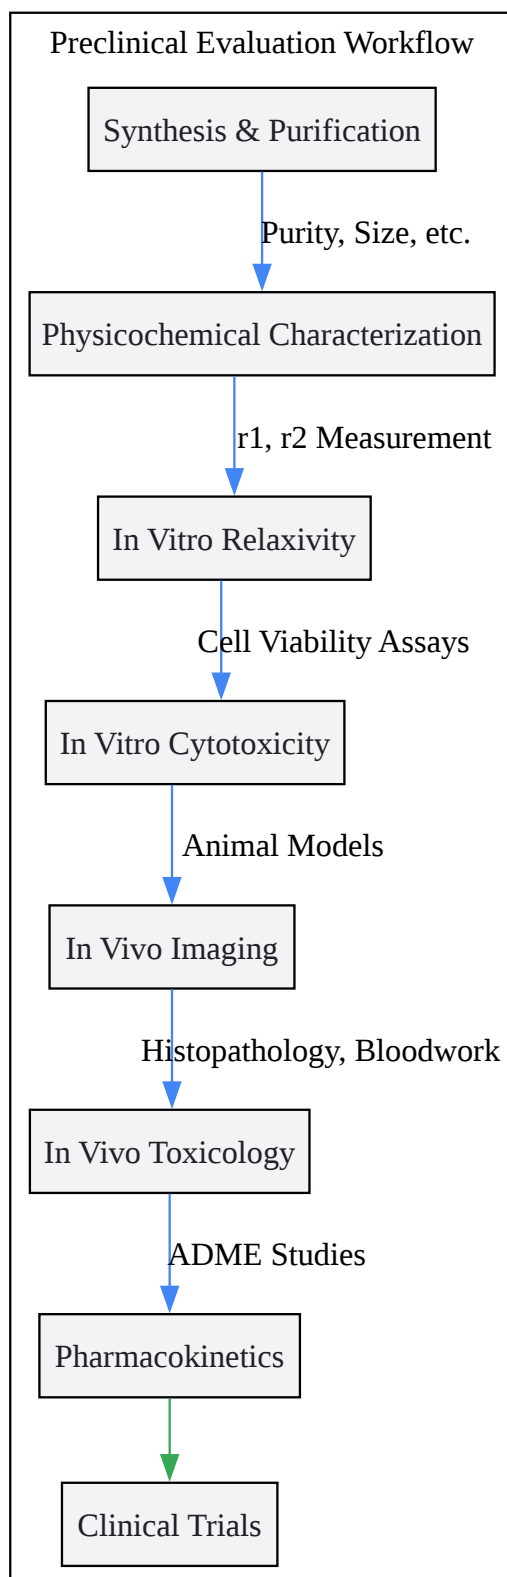 Preclinical Evaluation Workflow
Synthesis & Purification
Purity, Size, etc.
Physicochemical Characterization
r1, r2 Measurement
In Vitro Relaxivity
Cell Viability Assays
In Vitro Cytotoxicity
Animal Models
In Vivo Imaging
Histopathology, Bloodwork
In Vivo Toxicology
ADME Studies
Pharmacokinetics
Clinical Trials